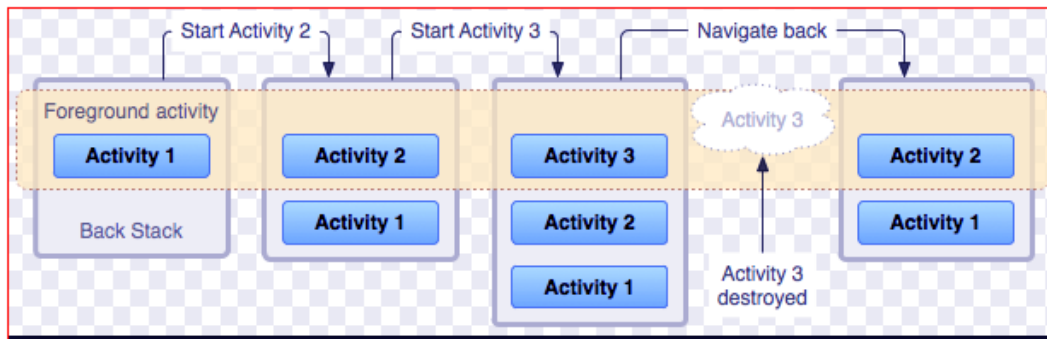 Start Activity 2
Start Activity 3
Navigate back
Foreground activity
Activity 1
Back Stack
Activity 2
Activity 1
Activity 3
Activity 2
Activity 1
Activity 3
Activity 3
destroyed
Activity 2
Activity 1